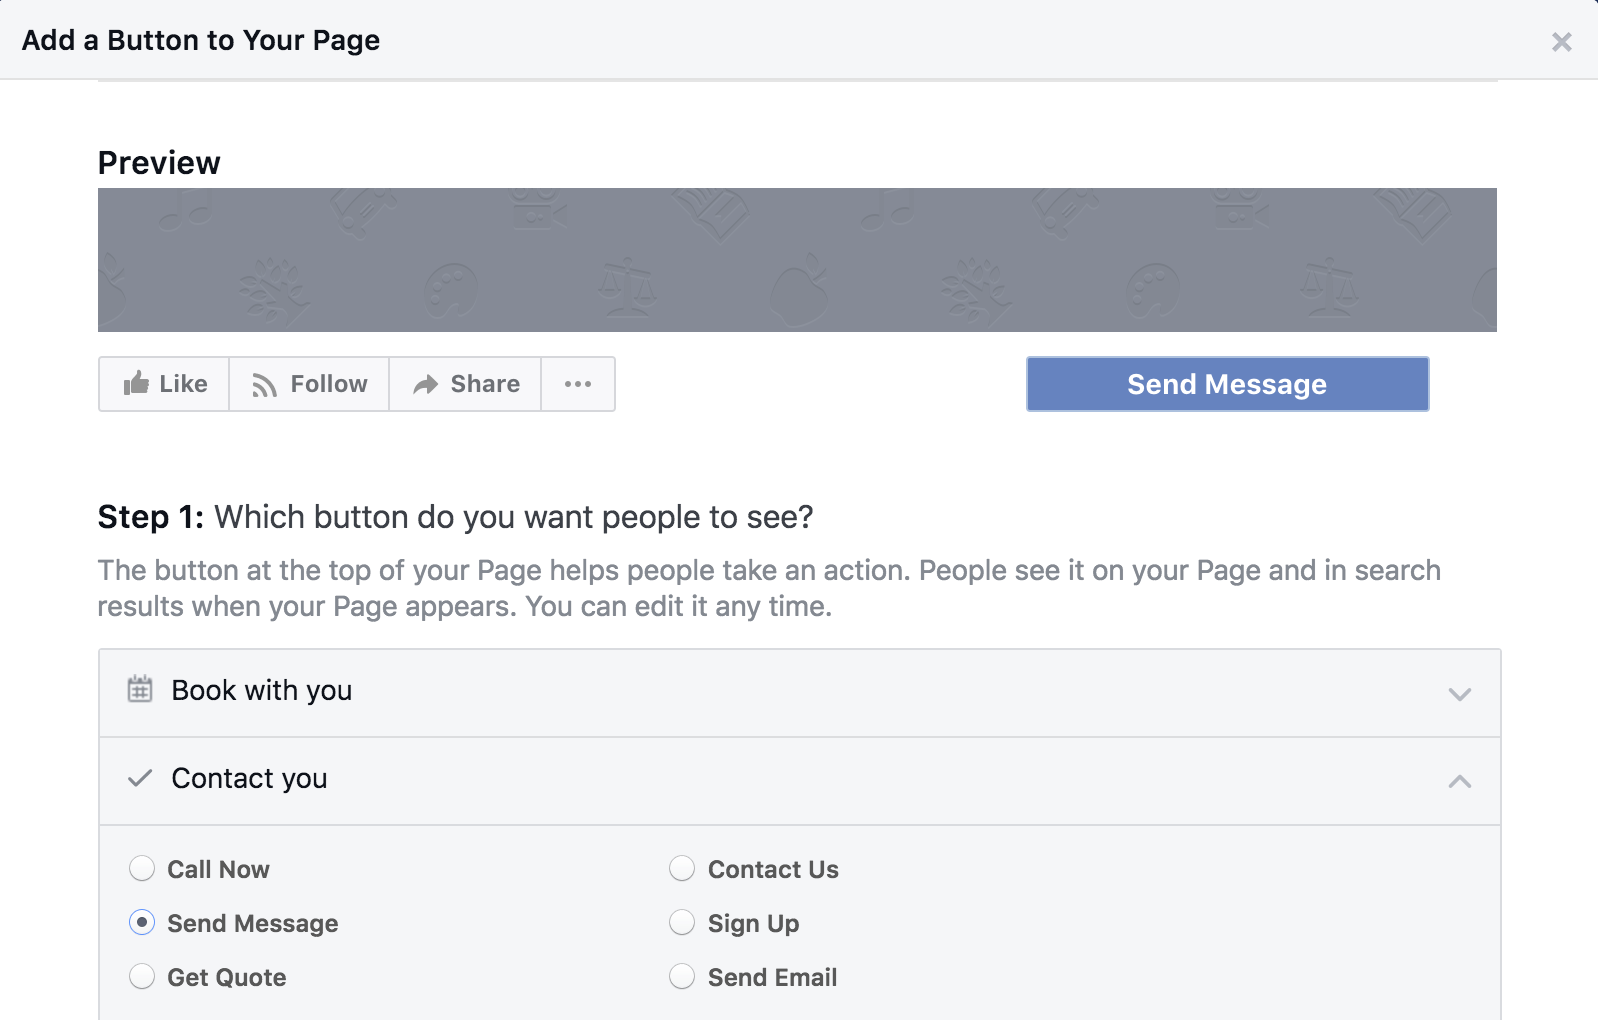 Add a Button to Your Page
Preview
Like
Follow
Share
Send Message
Step 1: Which button do you want people to see?
The button at the top of your Page helps people take an action. People see it on your Page and in search
results when your Page appears. You can edit it any time.
Book with you
Contact you
Call Now
Contact Us
Send Message
Sign Up
Get Quote
Send Email